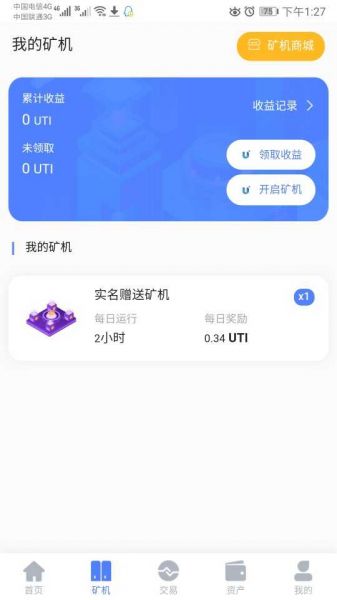 中国电信4G 4G 3G
中国联通3G 75 下午1:27
我的矿机
矿机商城
累计收益
0 UTI
收益记录
未领取
0 UTI
领取收益
开启矿机
我的矿机
实名赠送矿机
x1
每日运行 每日奖励
2小时 0.34 UTI
首页 矿机 交易 资产 我的